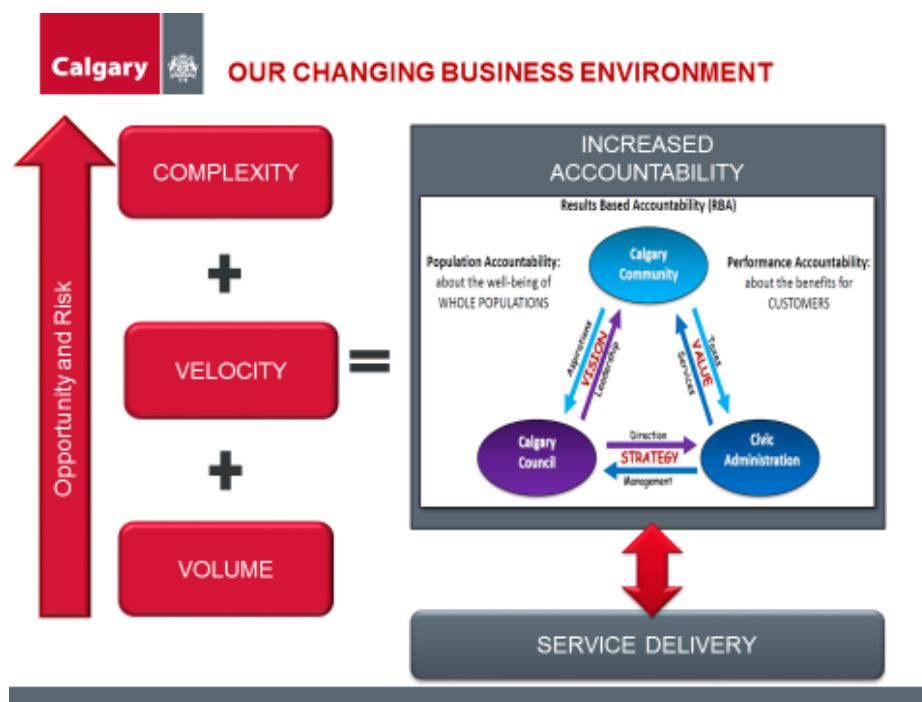 Calgary
OUR CHANGING BUSINESS ENVIRONMENT
Opportunity and Risk
COMPLEXITY
+
VELOCITY
+
VOLUME
=
INCREASED
ACCOUNTABILITY
Results Based Accountability (RBA)
Population Accountability:
about the well-being of
WHOLE POPULATIONS
Calgary
Community
Performance Accountability:
about the benefits for
CUSTOMERS
Aspirations
VISION
Leadership
Taxes
VALUE
Services
Calgary
Council
Direction
STRATEGY
Management
Civic
Administration
SERVICE DELIVERY